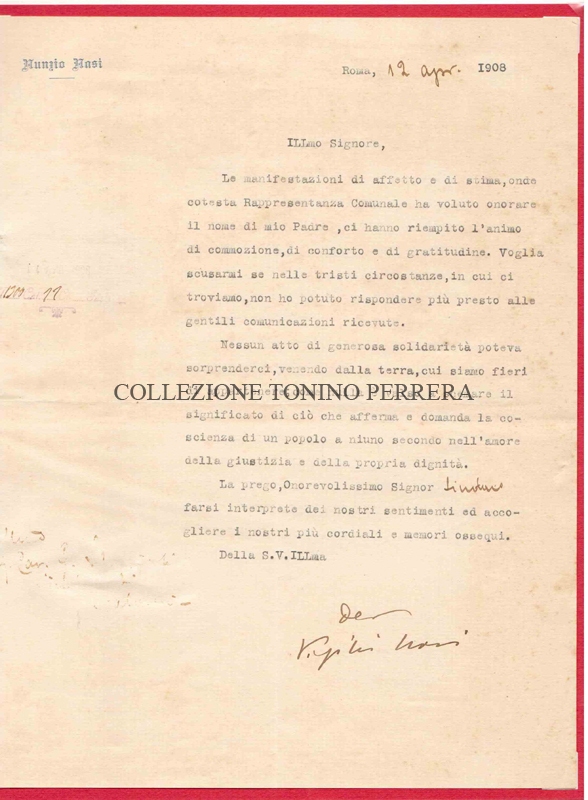 Nunzio Nasi
Roma, 12 apr. 1908
ILLmo Signore,
Le manifestazioni di affetto e di stima,onde
cotesta Rappresentanza Comunale ha voluto onorare
il nome di mio Padre ,ci hanno riempito l'animo
di commozione,di conforto e di gratitudine. Voglia
scusarmi se nelle tristi circostanze,in cui ci
troviamo,non ho potuto rispondere più presto alle
gentili comunicazioni ricevute.
Nessun atto di generosa solidarietà poteva
sorprenderci,venendo dalla terra,cui siamo fieri
COLLEZIONE TONINO PERRERA
il
significato di ciò che afferma e domanda la co-
scienza di un popolo a niuno secondo nell'amore
della giustizia e della propria dignità.
La prego,Onorevolissimo Signor Sindaco
farsi interprete dei nostri sentimenti ed acco-
gliere i nostri più cordiali e memori ossequi.
Della S.V.ILLma
Dev
Virgilio Nasi